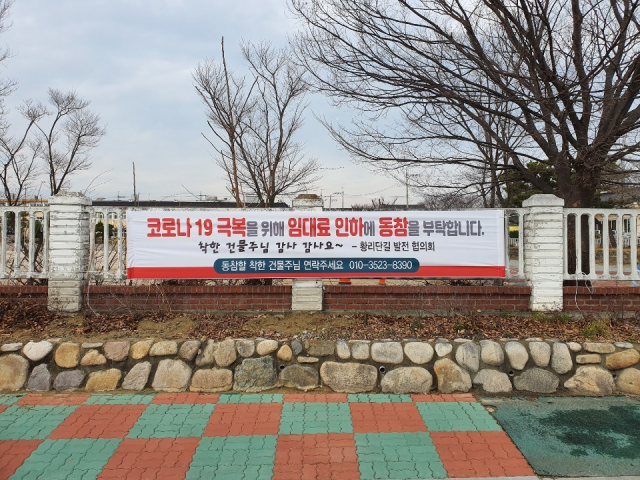 코로나 19 극복을 위해 임대료 인하에 동참을 부탁합니다.
착한 건물주님 감사 감사요~ - 황리단길 발전 협의회
동참할 착한 건물주님 연락주세요 010-3523-8390